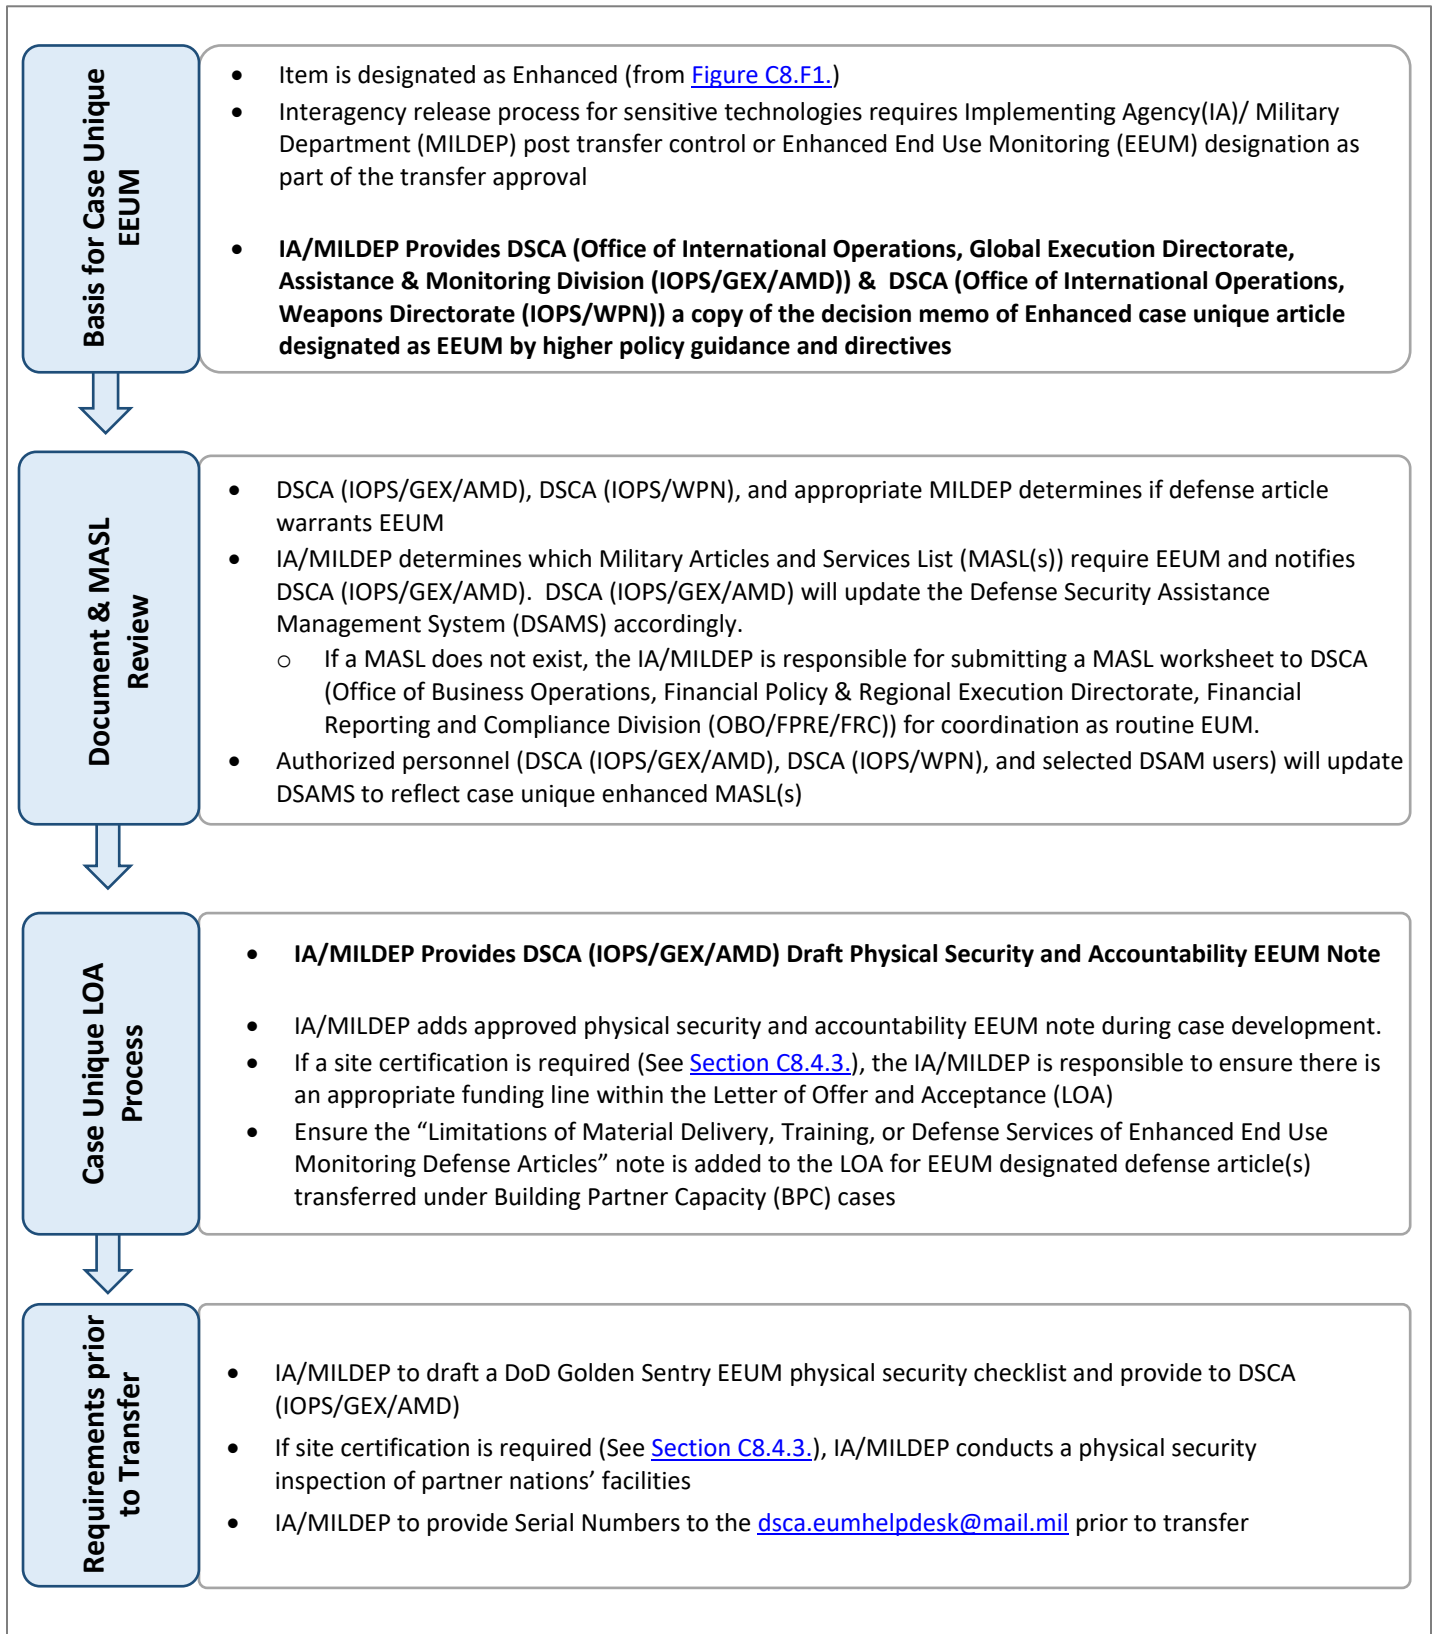 Basis for Case Unique
EEUM
• Item is designated as Enhanced (from Figure C8.F1.)
• Interagency release process for sensitive technologies requires Implementing Agency(IA)/ Military
Department (MILDEP) post transfer control or Enhanced End Use Monitoring (EEUM) designation as
part of the transfer approval
• IA/MILDEP Provides DSCA (Office of International Operations, Global Execution Directorate,
Assistance & Monitoring Division (IOPS/GEX/AMD)) & DSCA (Office of International Operations,
Weapons Directorate (IOPS/WPN)) a copy of the decision memo of Enhanced case unique article
designated as EEUM by higher policy guidance and directives
Document & MASL
Review
• DSCA (IOPS/GEX/AMD), DSCA (IOPS/WPN), and appropriate MILDEP determines if defense article
warrants EEUM
• IA/MILDEP determines which Military Articles and Services List (MASL(s)) require EEUM and notifies
DSCA (IOPS/GEX/AMD). DSCA (IOPS/GEX/AMD) will update the Defense Security Assistance
Management System (DSAMS) accordingly.
o If a MASL does not exist, the IA/MILDEP is responsible for submitting a MASL worksheet to DSCA
(Office of Business Operations, Financial Policy & Regional Execution Directorate, Financial
Reporting and Compliance Division (OBO/FPRE/FRC)) for coordination as routine EUM.
• Authorized personnel (DSCA (IOPS/GEX/AMD), DSCA (IOPS/WPN), and selected DSAM users) will update
DSAMS to reflect case unique enhanced MASL(s)
Case Unique LOA
Process
• IA/MILDEP Provides DSCA (IOPS/GEX/AMD) Draft Physical Security and Accountability EEUM Note
• IA/MILDEP adds approved physical security and accountability EEUM note during case development.
• If a site certification is required (See Section C8.4.3.), the IA/MILDEP is responsible to ensure there is
an appropriate funding line within the Letter of Offer and Acceptance (LOA)
• Ensure the “Limitations of Material Delivery, Training, or Defense Services of Enhanced End Use
Monitoring Defense Articles” note is added to the LOA for EEUM designated defense article(s)
transferred under Building Partner Capacity (BPC) cases
Requirements prior
to Transfer
• IA/MILDEP to draft a DoD Golden Sentry EEUM physical security checklist and provide to DSCA
(IOPS/GEX/AMD)
• If site certification is required (See Section C8.4.3.), IA/MILDEP conducts a physical security
inspection of partner nations’ facilities
• IA/MILDEP to provide Serial Numbers to the dsca.eumhelpdesk@mail.mil prior to transfer